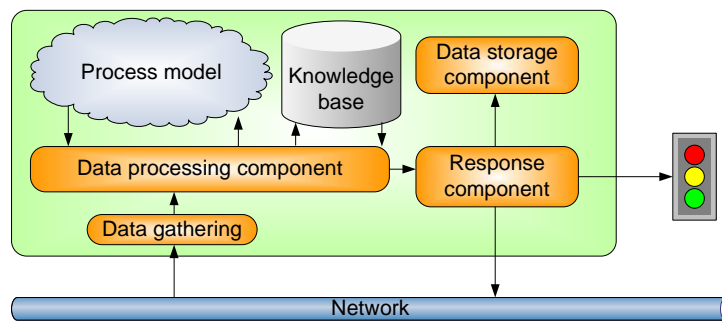 Process model
Knowledge
base
Data storage
component
Data processing component
Response
component
Data gathering
Network